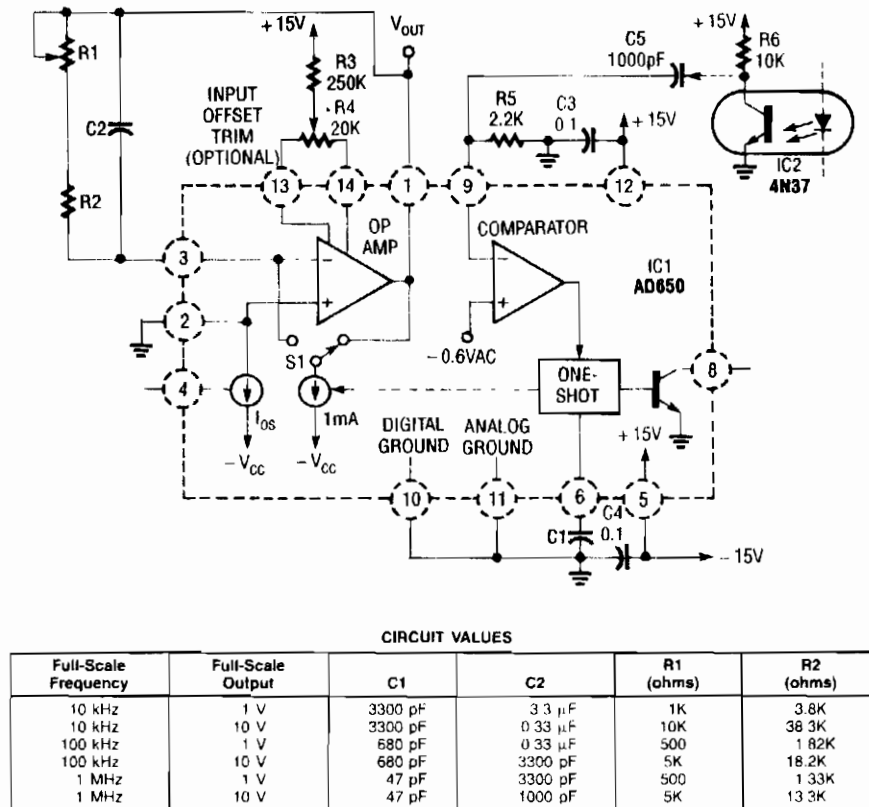 +15V
VOUT
R1
C2
R2
R3
250K
R4
20K
INPUT
OFFSET
TRIM
(OPTIONAL)
C5
1000pF
R5
2.2K
C3
0.1
+15V
+15V
R6
10K
IC2
4N37
13
14
1
9
12
OP
AMP
COMPARATOR
IC1
AD650
3
2
4
−
+
−
+
S1
−0.6VAC
8
IOS
1mA
ONE-
SHOT
−VCC
−VCC
DIGITAL
GROUND
ANALOG
GROUND
+15V
10
11
6
5
C1
C4
0.1
−15V
CIRCUIT VALUES
Full-Scale Frequency Full-Scale Output C1 C2 R1 (ohms) R2 (ohms)
10 kHz 1 V 3300 pF 3.3 µF 1K 3.8K
10 kHz 10 V 3300 pF 0.33 µF 10K 38.3K
100 kHz 1 V 680 pF 0.33 µF 500 1.82K
100 kHz 10 V 680 pF 3300 pF 5K 18.2K
1 MHz 1 V 47 pF 3300 pF 500 1.33K
1 MHz 10 V 47 pF 1000 pF 5K 13.3K